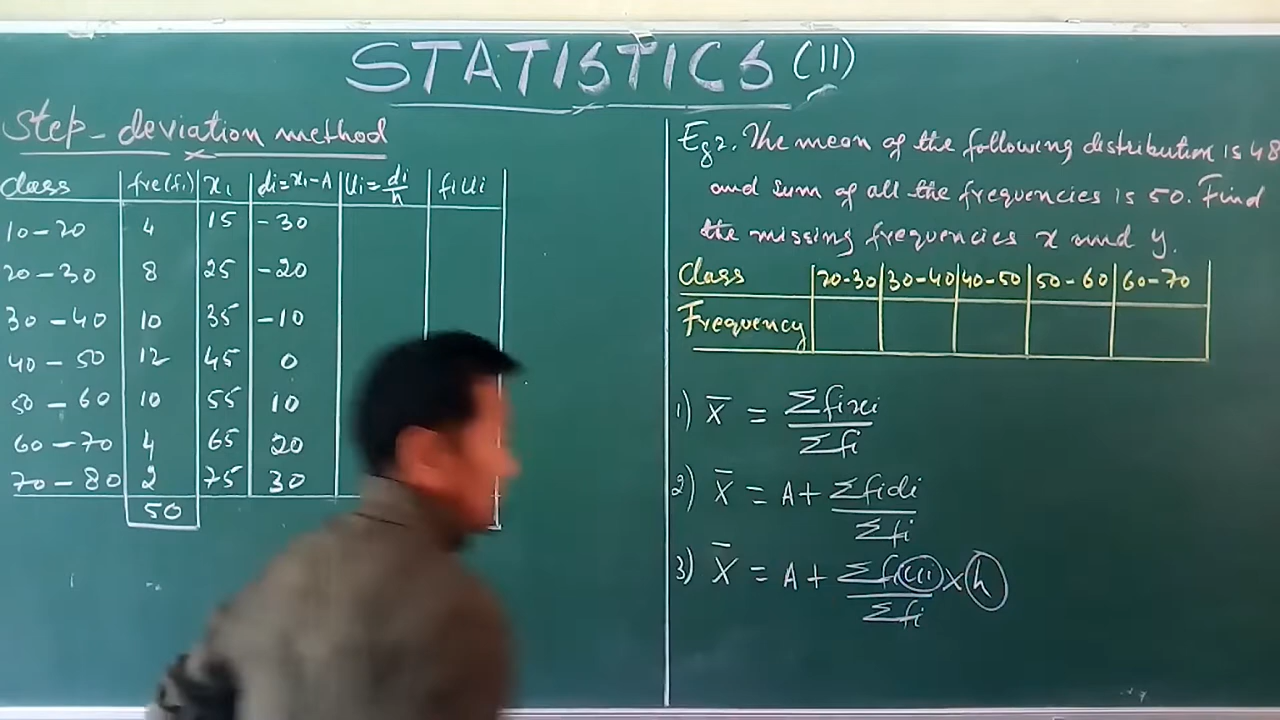 STATISTICS (11)
Step-deviation method
class fre(fi) xi di=xi-A Ui=di/h fiUi
10-20 4 15 -30
20-30 8 25 -20
30-40 10 35 -10
40-50 12 45 0
50-60 10 55 10
60-70 4 65 20
70-80 2 75 30
50
Eg2. The mean of the following distribution is 48
and sum of all the frequencies is 50. Find
the missing frequencies x and y.
class 20-30 30-40 40-50 50-60 60-70
Frequency
1) X̄ = Σfixi/Σfi
2) X̄ = A+ Σfidi/Σfi
3) X̄ = A+ Σfiui/Σfi × h